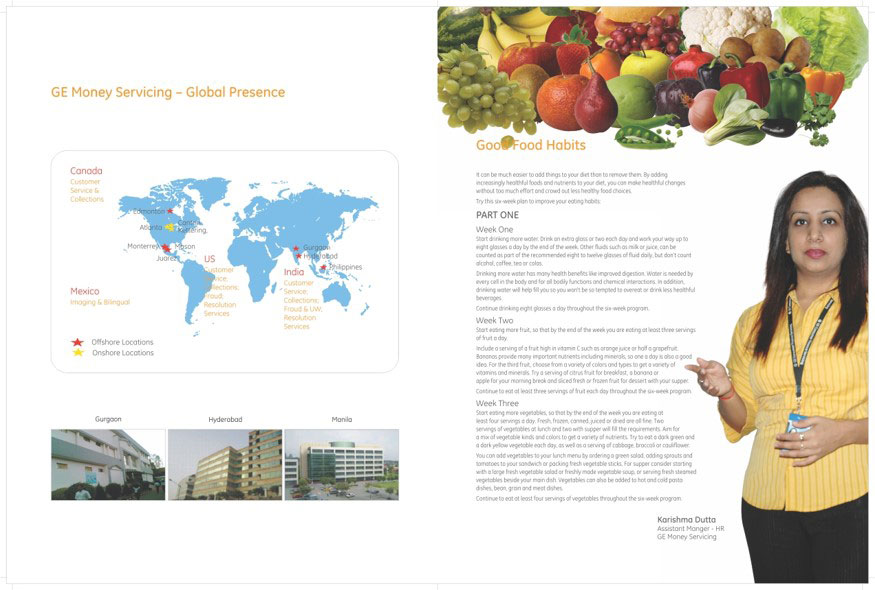 GE Money Servicing – Global Presence
Canada
Customer
Service &
Collections
Edmonton
Atlanta
Canton,
Kettering,
Monterrey
Mason
Juarez
US
Customer
Service;
Collections;
Fraud;
Resolution
Services
Gurgaon
Hyderabad
Philippines
India
Customer
Service;
Collections;
Fraud & UW;
Resolution
Services
Mexico
Imaging & Bilingual
Offshore Locations
Onshore Locations
Gurgaon
Hyderabad
Manila
Good Food Habits
It can be much easier to add things to your diet than to remove them. By adding
increasingly healthful foods and nutrients to your diet, you can make healthful changes
without too much effort and crowd out less healthy food choices.
Try this six-week plan to improve your eating habits:
PART ONE
Week One
Start drinking more water. Drink an extra glass or two each day and work your way up to
eight glasses a day by the end of the week. Other fluids such as milk or juice, can be
counted as part of the recommended eight to twelve glasses of fluid daily, but don't count
alcohol, coffee, tea or colas.
Drinking more water has many health benefits like improved digestion. Water is needed by
every cell in the body and for all bodily functions and chemical interactions. In addition,
drinking water will help fill you so you won't be so tempted to overeat or drink less healthful
beverages.
Continue drinking eight glasses a day throughout the six-week program.
Week Two
Start eating more fruit, so that by the end of the week you are eating at least three servings
of fruit a day.
Include a serving of a fruit high in vitamin C such as orange juice or half a grapefruit.
Bananas provide many important nutrients including minerals, so one a day is also a good
idea. For the third fruit, choose from a variety of colors and types to get a variety of
vitamins and minerals. Try a serving of citrus fruit for breakfast, a banana or
apple for your morning break and sliced fresh or frozen fruit for dessert with your supper.
Continue to eat at least three servings of fruit each day throughout the six-week program.
Week Three
Start eating more vegetables, so that by the end of the week you are eating at
least four servings a day. Fresh, frozen, canned, juiced or dried are all fine. Two
servings of vegetables at lunch and two with supper will fill the requirements. Aim for
a mix of vegetable kinds and colors to get a variety of nutrients. Try to eat a dark green and
a dark yellow vegetable each day, as well as a serving of cabbage, broccoli or cauliflower.
You can add vegetables to your lunch menu by ordering a green salad, adding sprouts and
tomatoes to your sandwich or packing fresh vegetable sticks. For supper consider starting
with a large fresh vegetable salad or freshly made vegetable soup, or serving fresh steamed
vegetables beside your main dish. Vegetables can also be added to hot and cold pasta
dishes, bean, grain and meat dishes.
Continue to eat at least four servings of vegetables throughout the six-week program.
Karishma Dutta
Assistant Manger - HR
GE Money Servicing